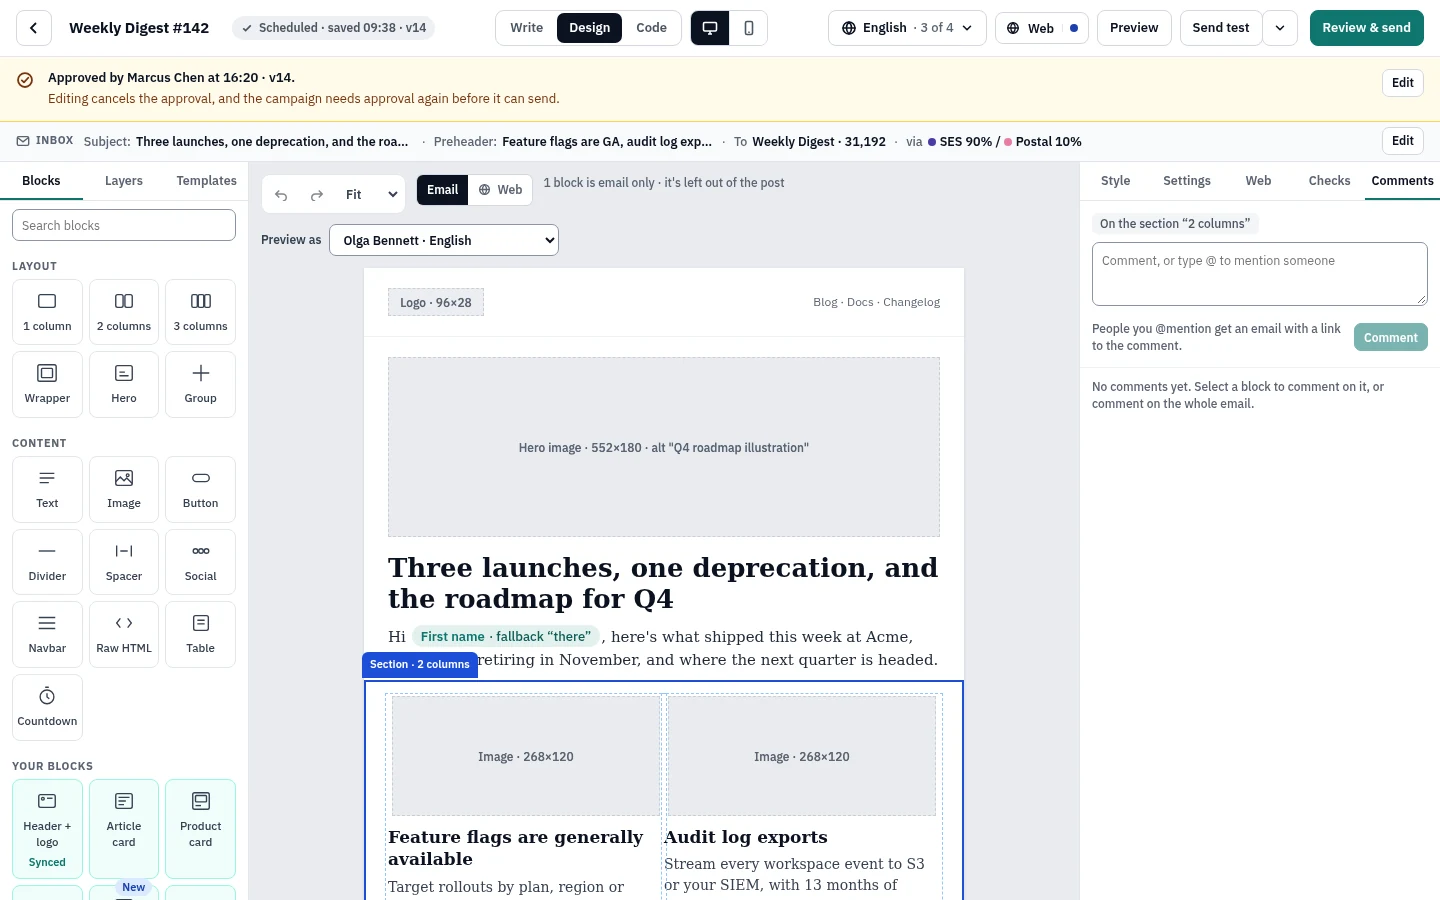 Weekly Digest #142
Scheduled · saved 09:38 · v14
Write
Design
Code
English · 3 of 4
Web
Preview
Send test
Review & send
Approved by Marcus Chen at 16:20 · v14.
Editing cancels the approval, and the campaign needs approval again before it can send.
Edit
INBOX
Subject: Three launches, one deprecation, and the roa...
· Preheader: Feature flags are GA, audit log exp...
· To Weekly Digest · 31,192
· via SES 90% / Postal 10%
Edit
Blocks
Layers
Templates
Search blocks
LAYOUT
1 column
2 columns
3 columns
Wrapper
Hero
Group
CONTENT
Text
Image
Button
Divider
Spacer
Social
Navbar
Raw HTML
Table
Countdown
YOUR BLOCKS
Header +
logo
Synced
Article
card
Product
card
New
Fit
Email
Web
1 block is email only · it's left out of the post
Preview as
Olga Bennett · English
Logo · 96×28
Blog · Docs · Changelog
Hero image · 552×180 · alt "Q4 roadmap illustration"
Three launches, one deprecation, and
the roadmap for Q4
Hi First name · fallback “there” , here's what shipped this week at Acme,
retiring in November, and where the next quarter is headed.
Section · 2 columns
Image · 268×120
Image · 268×120
Feature flags are generally
available
Target rollouts by plan, region or
Audit log exports
Stream every workspace event to S3
or your SIEM, with 13 months of
Style
Settings
Web
Checks
Comments
On the section “2 columns”
Comment, or type @ to mention someone
People you @mention get an email with a link
to the comment.
Comment
No comments yet. Select a block to comment on it, or
comment on the whole email.